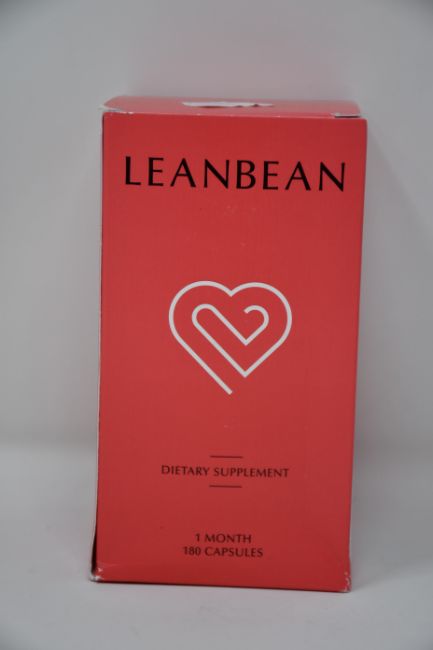 LEANBEAN
DIETARY SUPPLEMENT
1 MONTH
180 CAPSULES